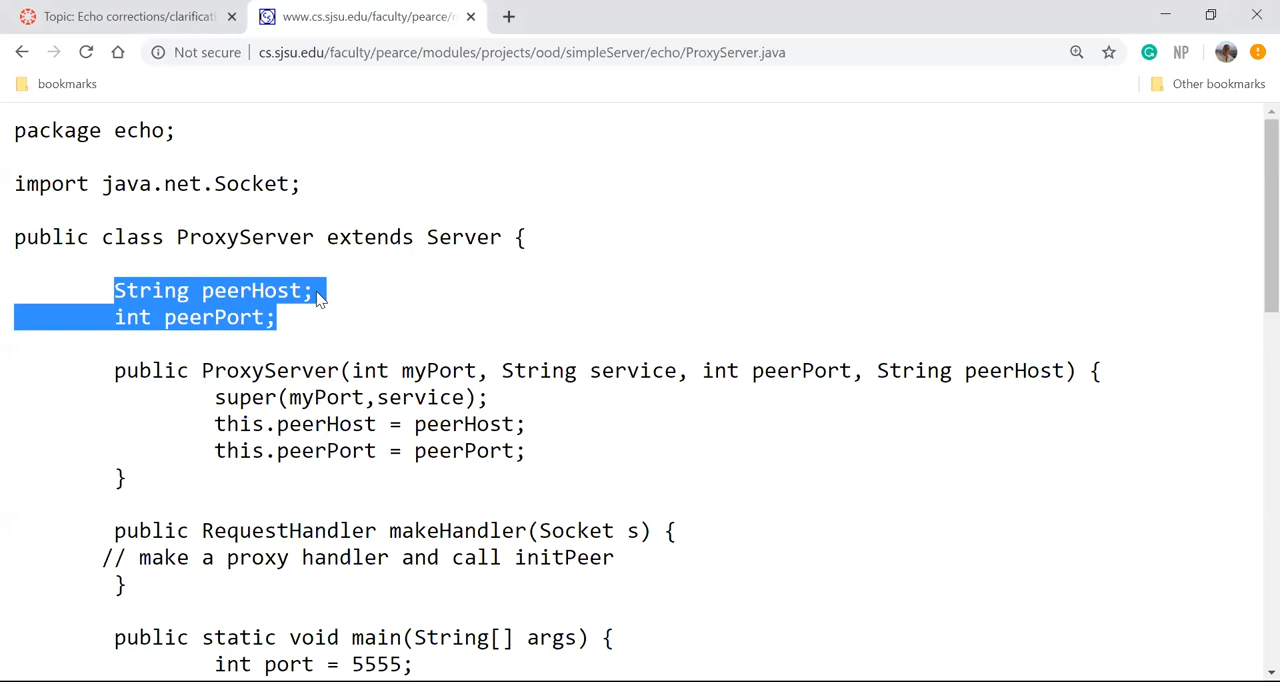 Topic: Echo corrections/clarificati
www.cs.sjsu.edu/faculty/pearce/m
Not secure
cs.sjsu.edu/faculty/pearce/modules/projects/ood/simpleServer/echo/ProxyServer.java
NP
bookmarks
Other bookmarks
package echo;
import java.net.Socket;
public class ProxyServer extends Server {
String peerHost;
int peerPort;
public ProxyServer(int myPort, String service, int peerPort, String peerHost) {
super(myPort,service);
this.peerHost = peerHost;
this.peerPort = peerPort;
}
public RequestHandler makeHandler(Socket s) {
// make a proxy handler and call initPeer
}
public static void main(String[] args) {
int port = 5555;